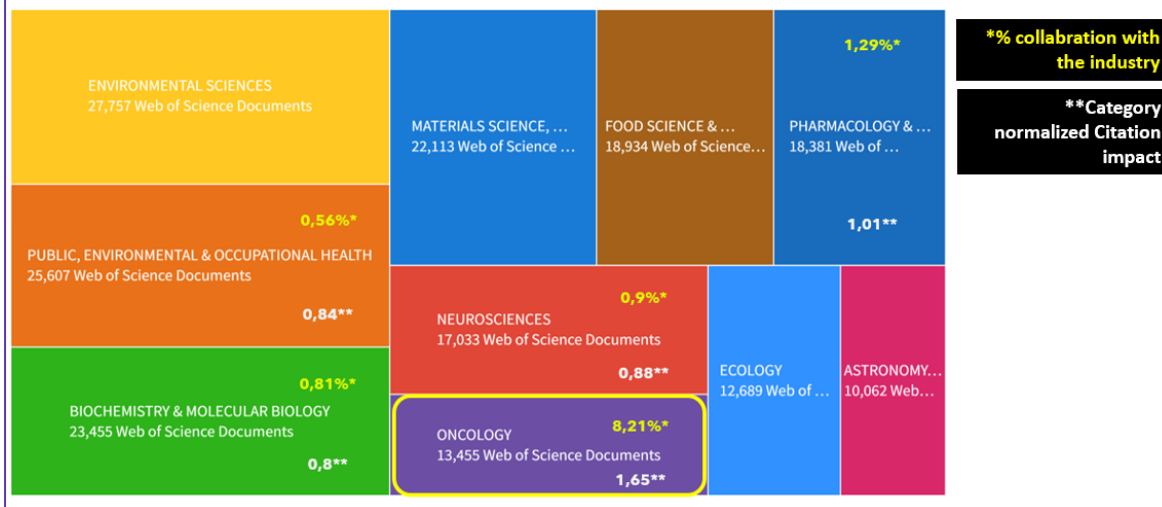 ENVIRONMENTAL SCIENCES
27,757 Web of Science Documents
0,56%*
PUBLIC, ENVIRONMENTAL & OCCUPATIONAL HEALTH
25,607 Web of Science Documents
0,84**
0,81%*
BIOCHEMISTRY & MOLECULAR BIOLOGY
23,455 Web of Science Documents
0,8**
MATERIALS SCIENCE, ...
22,113 Web of Science ...
FOOD SCIENCE & ...
18,934 Web of Science...
1,29%*
PHARMACOLOGY & ...
18,381 Web of ...
1,01**
0,9%*
NEUROSCIENCES
17,033 Web of Science Documents
0,88**
8,21%*
ONCOLOGY
13,455 Web of Science Documents
1,65**
ECOLOGY
12,689 Web of ...
ASTRONOMY...
10,062 Web...
*% collabration with
the industry
**Category
normalized Citation
impact